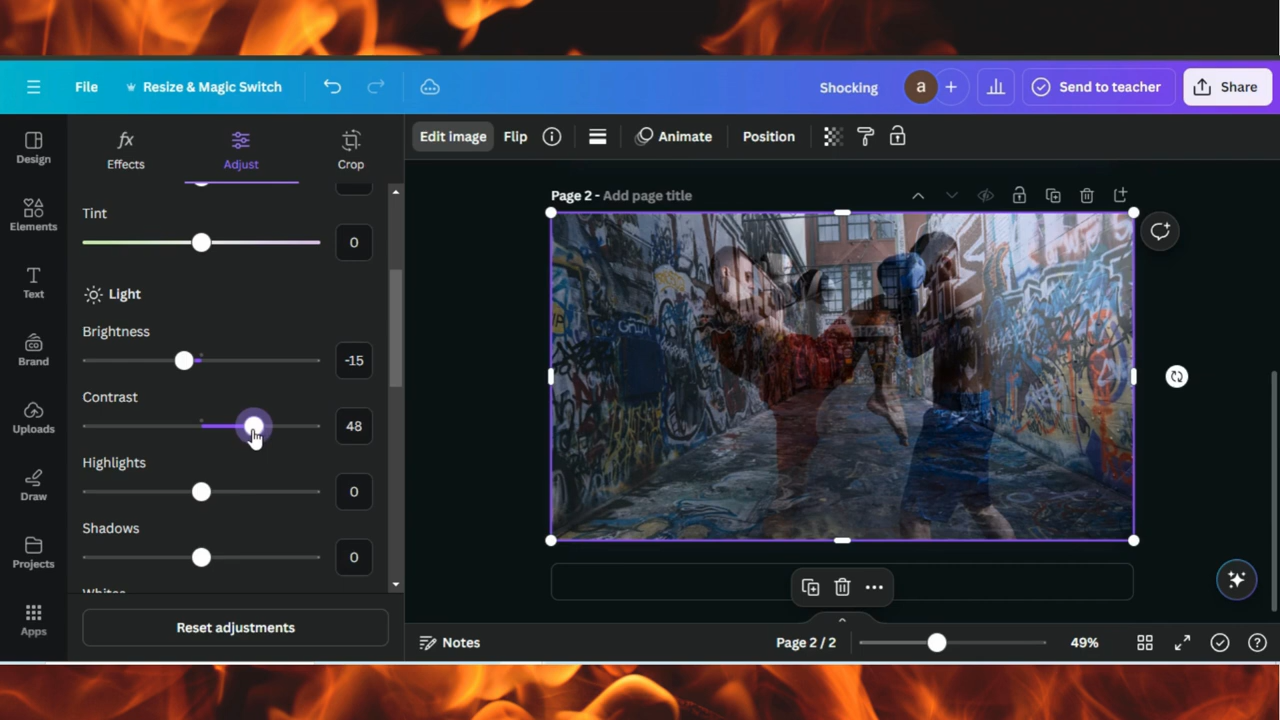 File
Resize & Magic Switch
Shocking
a
Send to teacher
Share
Design
Elements
Text
Brand
Uploads
Draw
Projects
Apps
fx
Effects
Adjust
Crop
Tint
0
Light
Brightness
-15
Contrast
48
Highlights
0
Shadows
0
Whites
Reset adjustments
Edit image
Flip
Animate
Position
Page 2 - Add page title
Notes
Page 2 / 2
49%